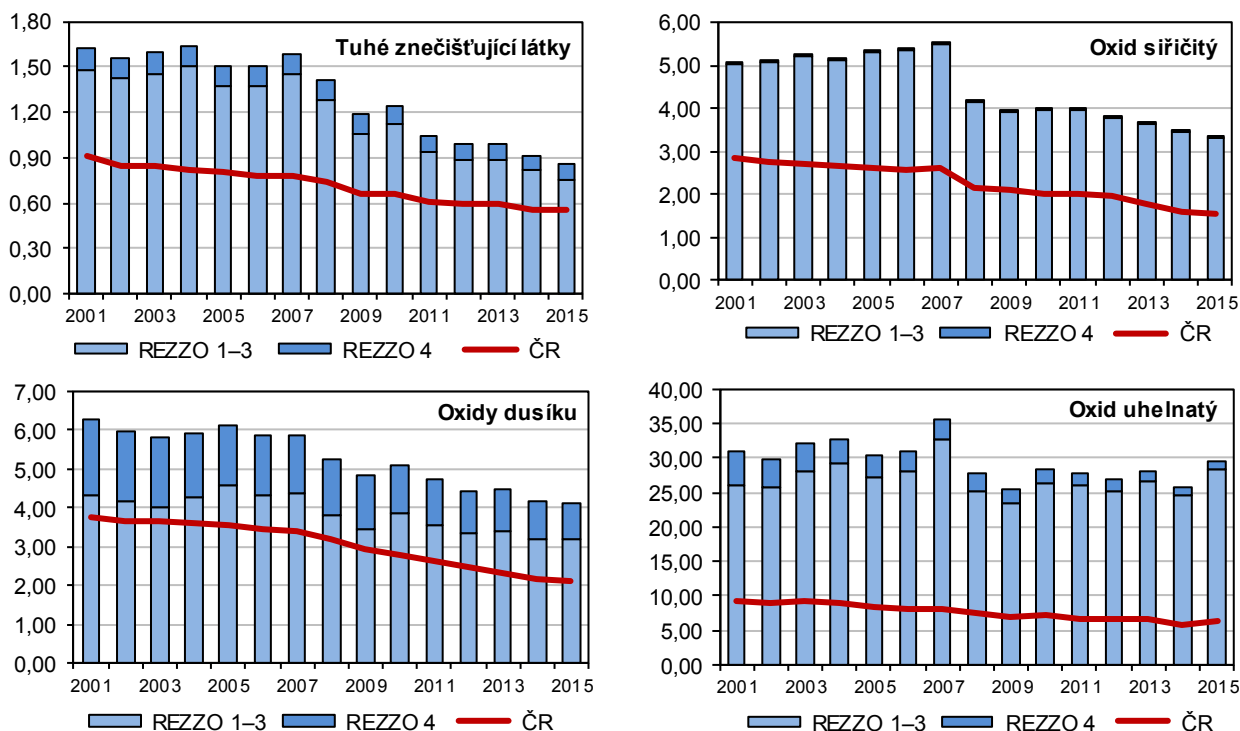 Tuhé znečišťující látky
1,80
1,50
1,20
0,90
0,60
0,30
0,00
2001 2003 2005 2007 2009 2011 2013 2015
REZZO 1–3 REZZO 4 ČR
Oxid siřičitý
6,00
5,00
4,00
3,00
2,00
1,00
0,00
2001 2003 2005 2007 2009 2011 2013 2015
REZZO 1–3 REZZO 4 ČR
Oxidy dusíku
7,00
6,00
5,00
4,00
3,00
2,00
1,00
0,00
2001 2003 2005 2007 2009 2011 2013 2015
REZZO 1–3 REZZO 4 ČR
Oxid uhelnatý
40,00
35,00
30,00
25,00
20,00
15,00
10,00
5,00
0,00
2001 2003 2005 2007 2009 2011 2013 2015
REZZO 1–3 REZZO 4 ČR